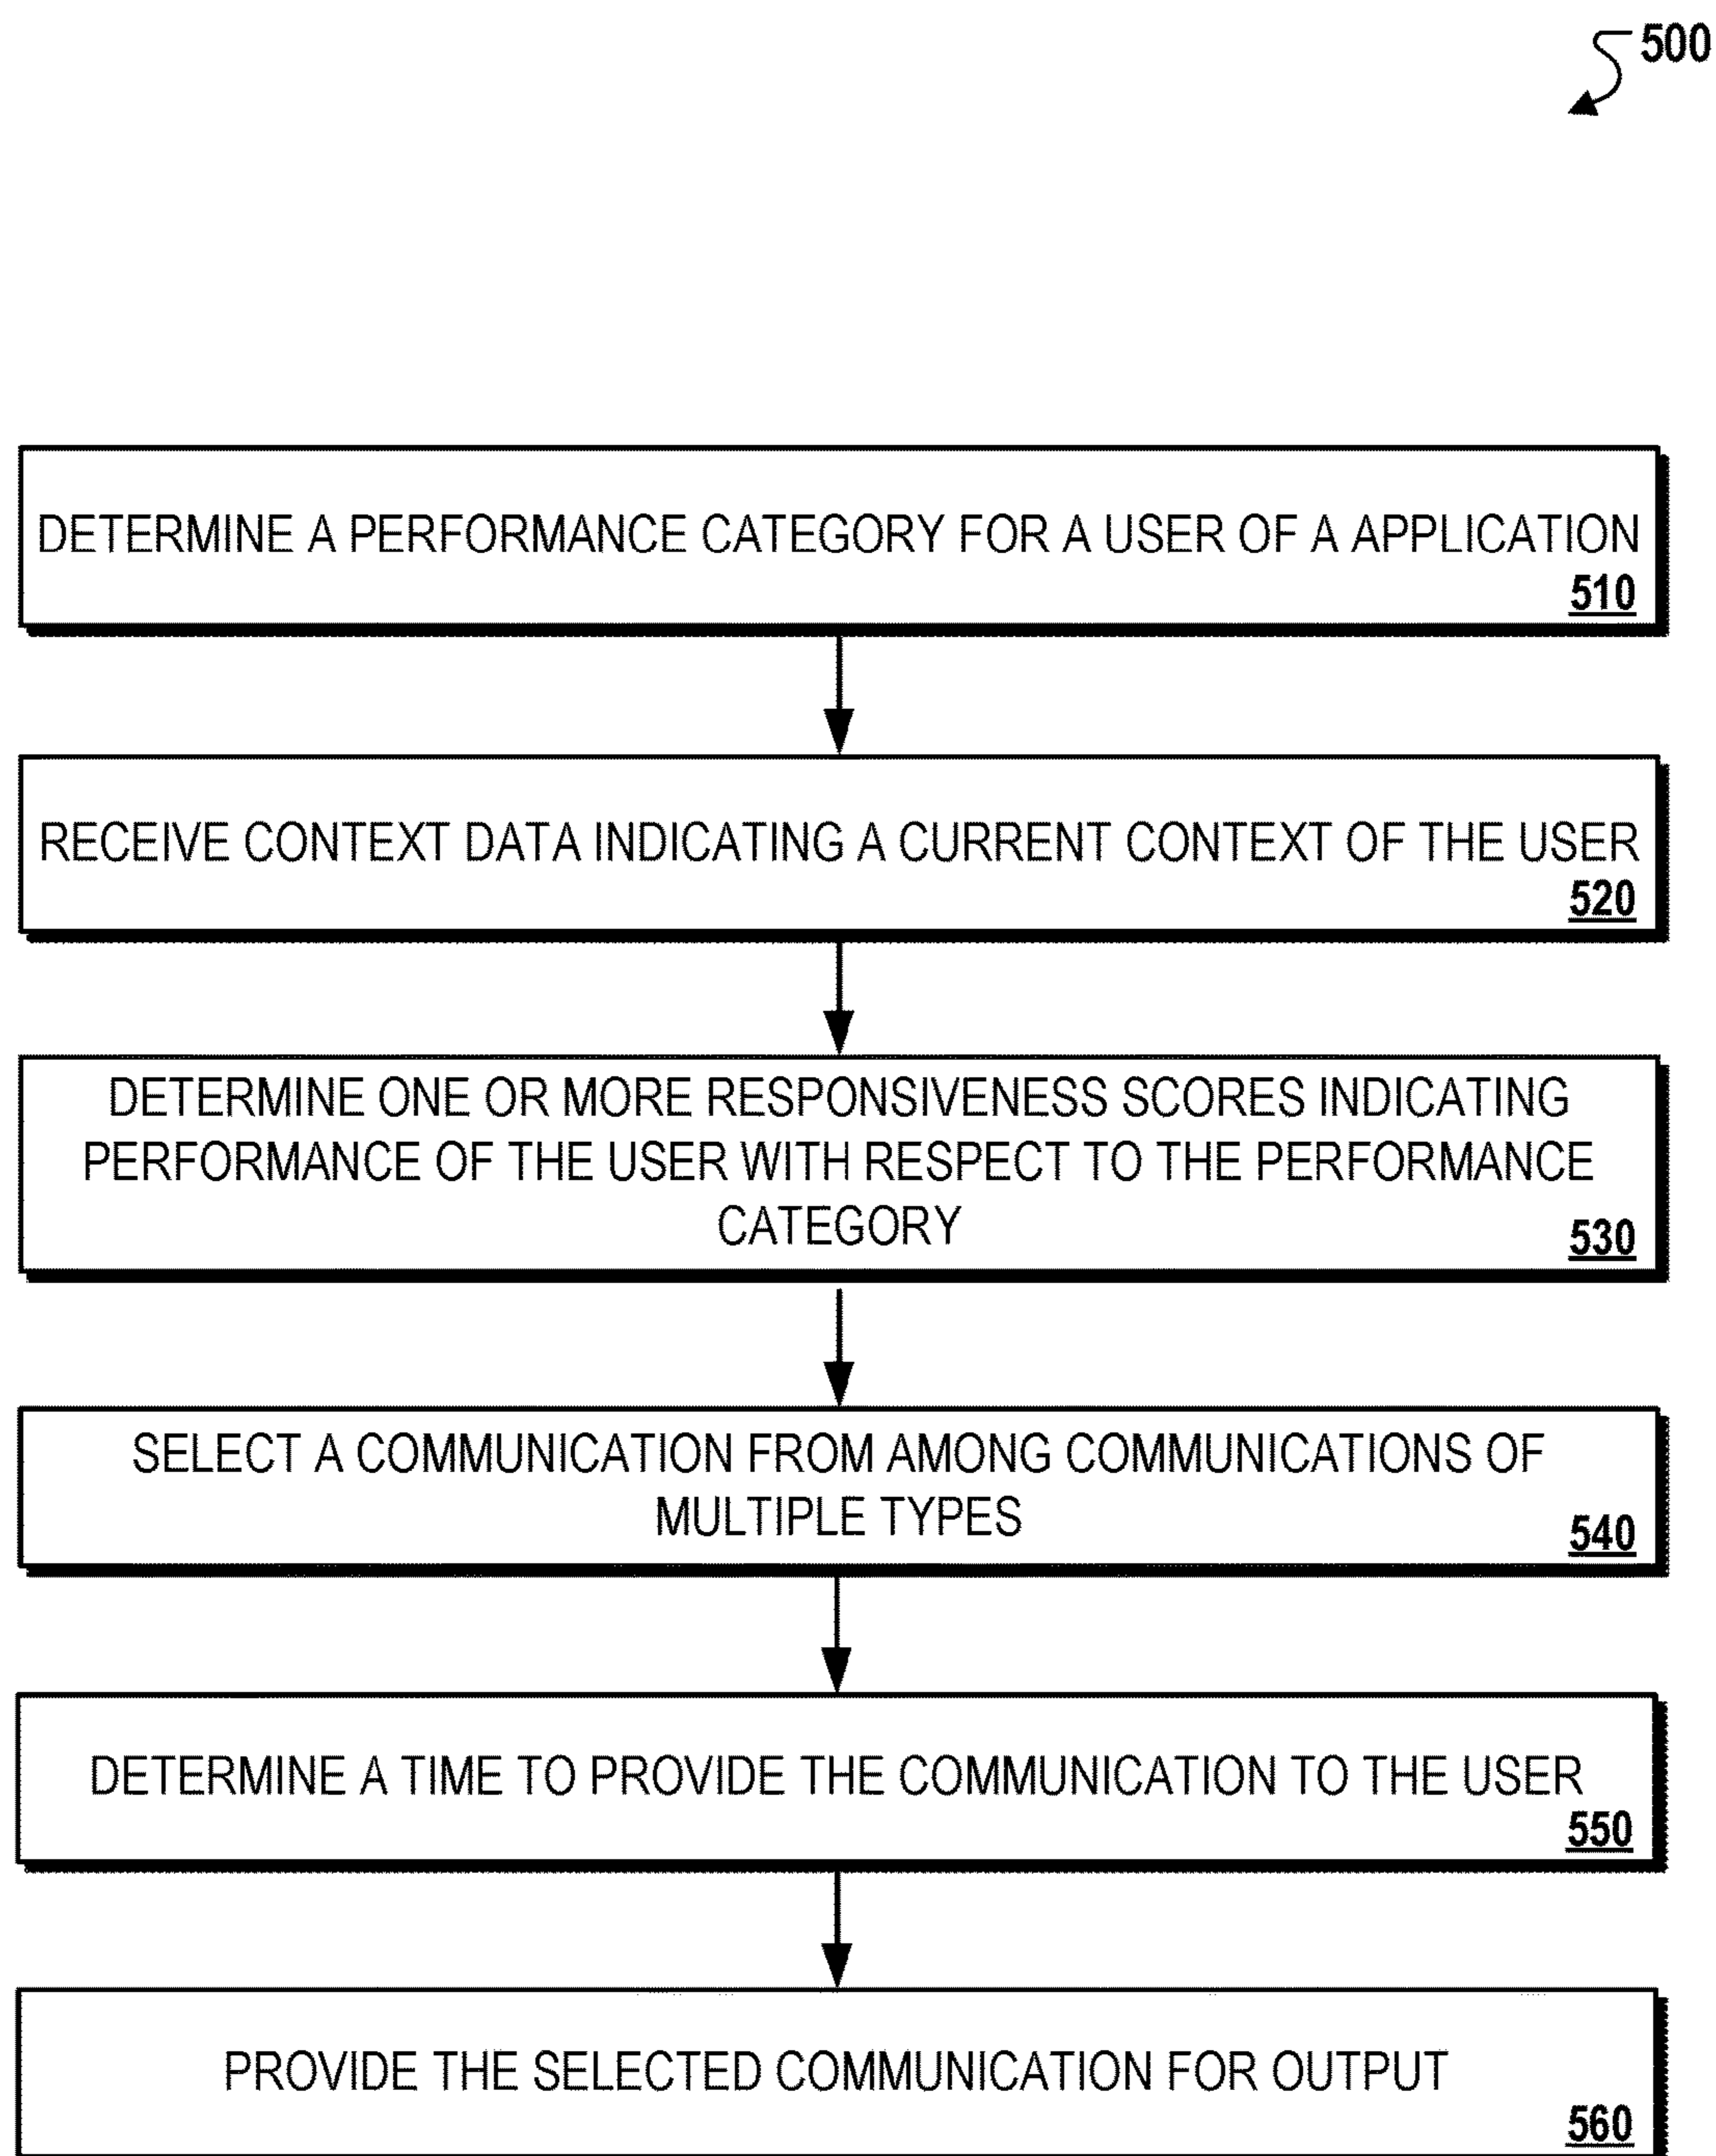 500
DETERMINE A PERFORMANCE CATEGORY FOR A USER OF A APPLICATION
510
RECEIVE CONTEXT DATA INDICATING A CURRENT CONTEXT OF THE USER
520
DETERMINE ONE OR MORE RESPONSIVENESS SCORES INDICATING
PERFORMANCE OF THE USER WITH RESPECT TO THE PERFORMANCE
CATEGORY
530
SELECT A COMMUNICATION FROM AMONG COMMUNICATIONS OF
MULTIPLE TYPES
540
DETERMINE A TIME TO PROVIDE THE COMMUNICATION TO THE USER
550
PROVIDE THE SELECTED COMMUNICATION FOR OUTPUT
560